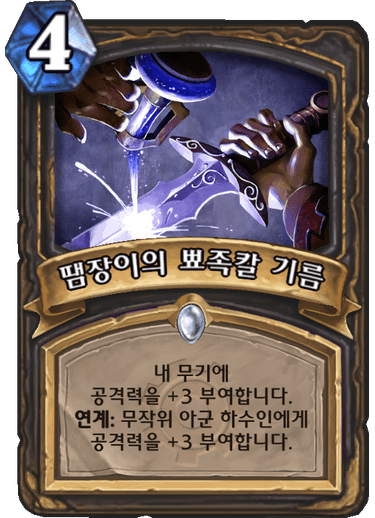 4
땜장이의 뾰족칼 기름
내 무기에
공격력을 +3 부여합니다.
연계: 무작위 아군 하수인에게
공격력을 +3 부여합니다.